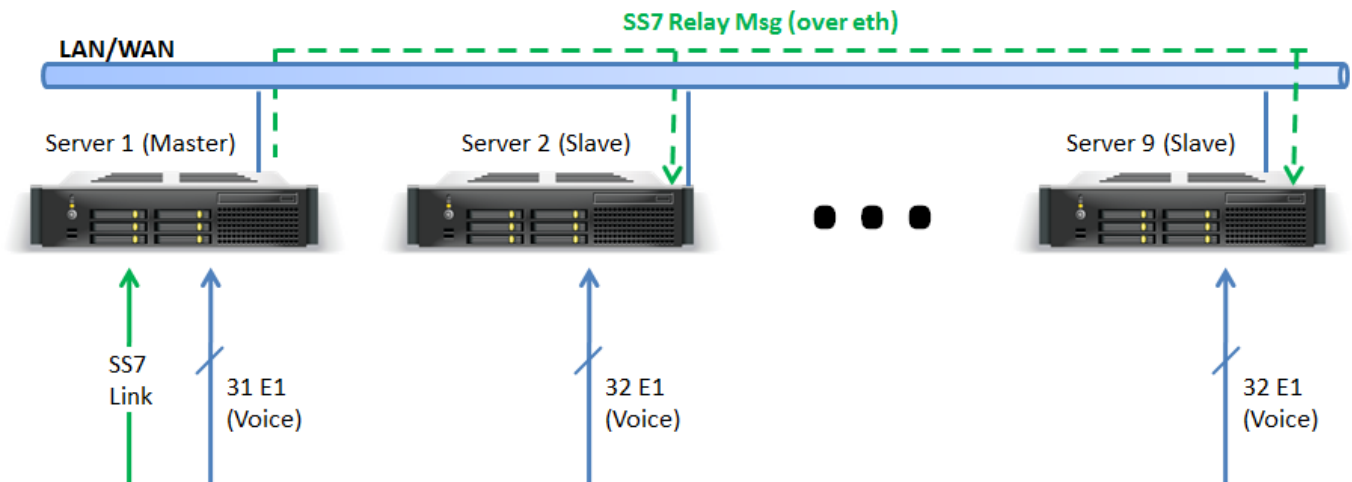 SS7 Relay Msg (over eth)
LAN/WAN
Server 1 (Master)
Server 2 (Slave)
Server 9 (Slave)
SS7
Link
31 E1
(Voice)
32 E1
(Voice)
32 E1
(Voice)